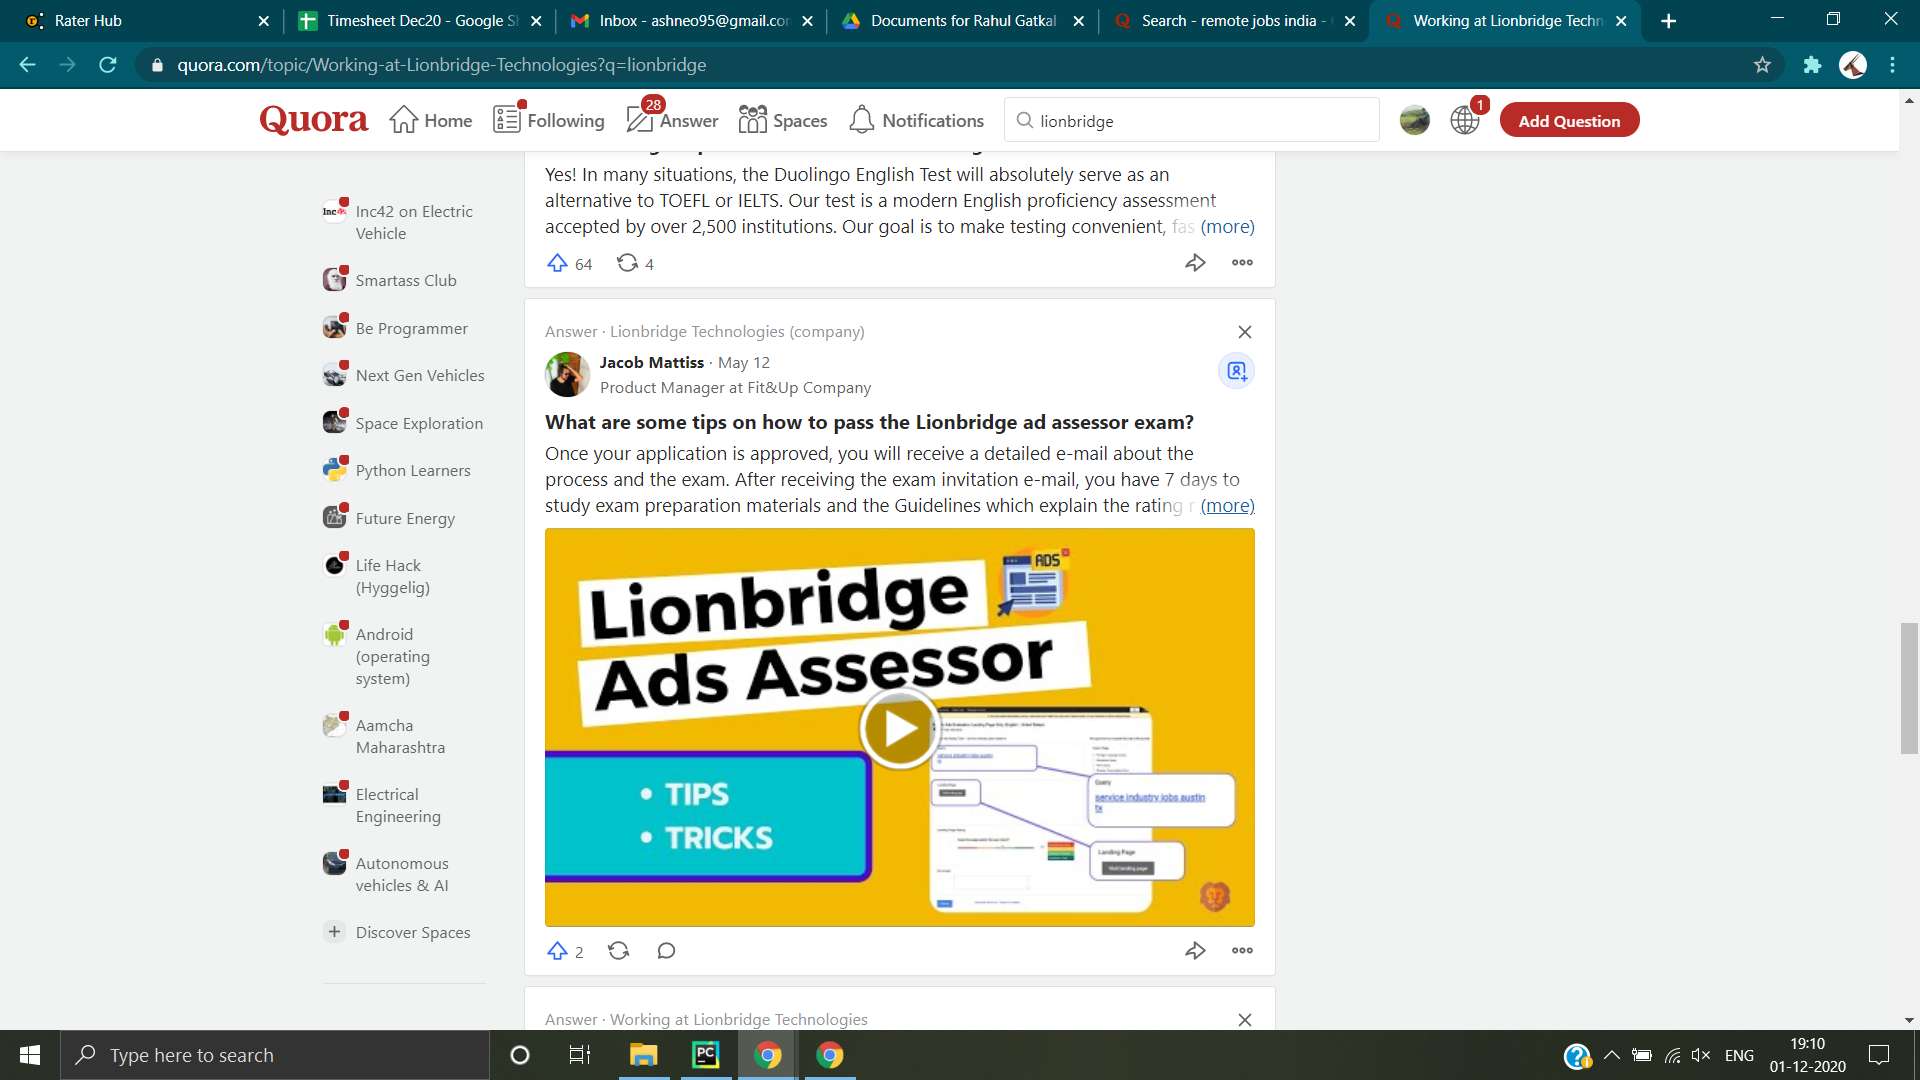 Rater Hub
Timesheet Dec20 - Google Sh
Inbox - ashneo95@gmail.co
Documents for Rahul Gatkal
Search - remote jobs india -
Working at Lionbridge Techn
quora.com/topic/Working-at-Lionbridge-Technologies?q=lionbridge
Quora
Home
Following
28
Answer
Spaces
Notifications
lionbridge
1
Add Question
Inc42 on Electric
Vehicle
Smartass Club
Be Programmer
Next Gen Vehicles
Space Exploration
Python Learners
Future Energy
Life Hack
(Hyggelig)
Android
(operating
system)
Aamcha
Maharashtra
Electrical
Engineering
Autonomous
vehicles & AI
Discover Spaces
Yes! In many situations, the Duolingo English Test will absolutely serve as an
alternative to TOEFL or IELTS. Our test is a modern English proficiency assessment
accepted by over 2,500 institutions. Our goal is to make testing convenient, fas (more)
64
4
Answer · Lionbridge Technologies (company)
Jacob Mattiss · May 12
Product Manager at Fit&Up Company
What are some tips on how to pass the Lionbridge ad assessor exam?
Once your application is approved, you will receive a detailed e-mail about the
process and the exam. After receiving the exam invitation e-mail, you have 7 days to
study exam preparation materials and the Guidelines which explain the rating r (more)
ADS
Lionbridge
Ads Assessor
• TIPS
• TRICKS
Query
service industry jobs austin
tx
Landing Page
Visit landing page
2
Answer · Working at Lionbridge Technologies
Type here to search
PC
ENG
19:10
01-12-2020